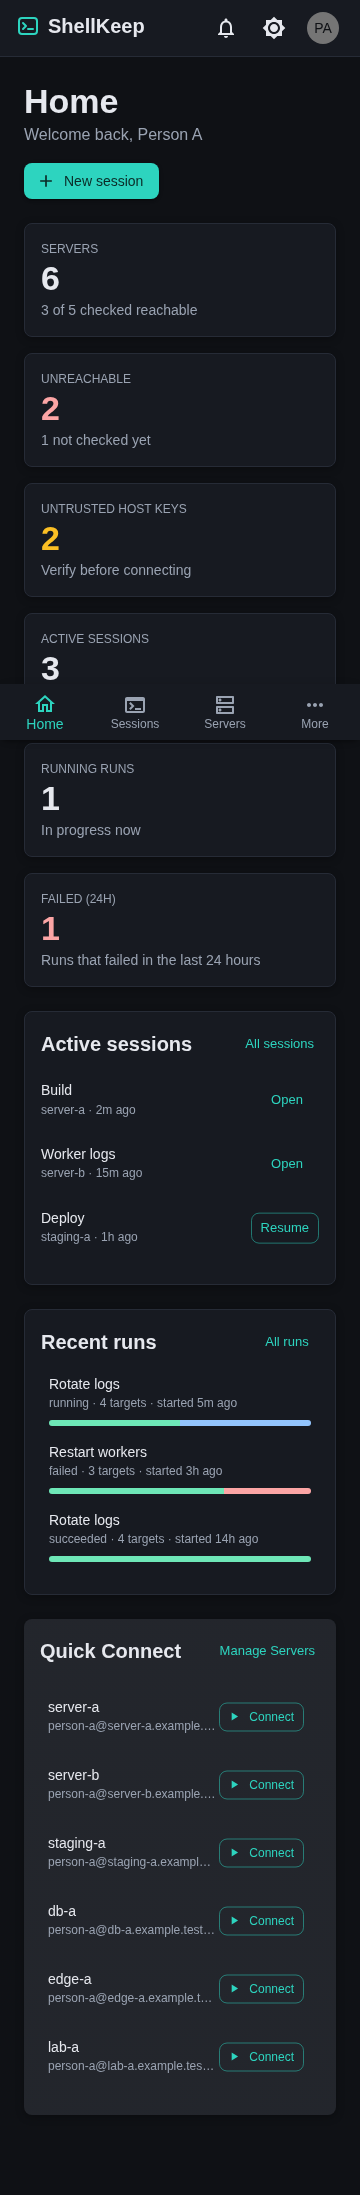 ShellKeep
PA
Home
Welcome back, Person A
New session
SERVERS
6
3 of 5 checked reachable
UNREACHABLE
2
1 not checked yet
UNTRUSTED HOST KEYS
2
Verify before connecting
ACTIVE SESSIONS
3
Home
Sessions
Servers
More
RUNNING RUNS
1
In progress now
FAILED (24H)
1
Runs that failed in the last 24 hours
Active sessions
All sessions
Build
server-a · 2m ago
Open
Worker logs
server-b · 15m ago
Open
Deploy
staging-a · 1h ago
Resume
Recent runs
All runs
Rotate logs
running · 4 targets · started 5m ago
Restart workers
failed · 3 targets · started 3h ago
Rotate logs
succeeded · 4 targets · started 14h ago
Quick Connect
Manage Servers
server-a
person-a@server-a.example....
Connect
server-b
person-a@server-b.example....
Connect
staging-a
person-a@staging-a.exampl...
Connect
db-a
person-a@db-a.example.test...
Connect
edge-a
person-a@edge-a.example.t...
Connect
lab-a
person-a@lab-a.example.tes...
Connect